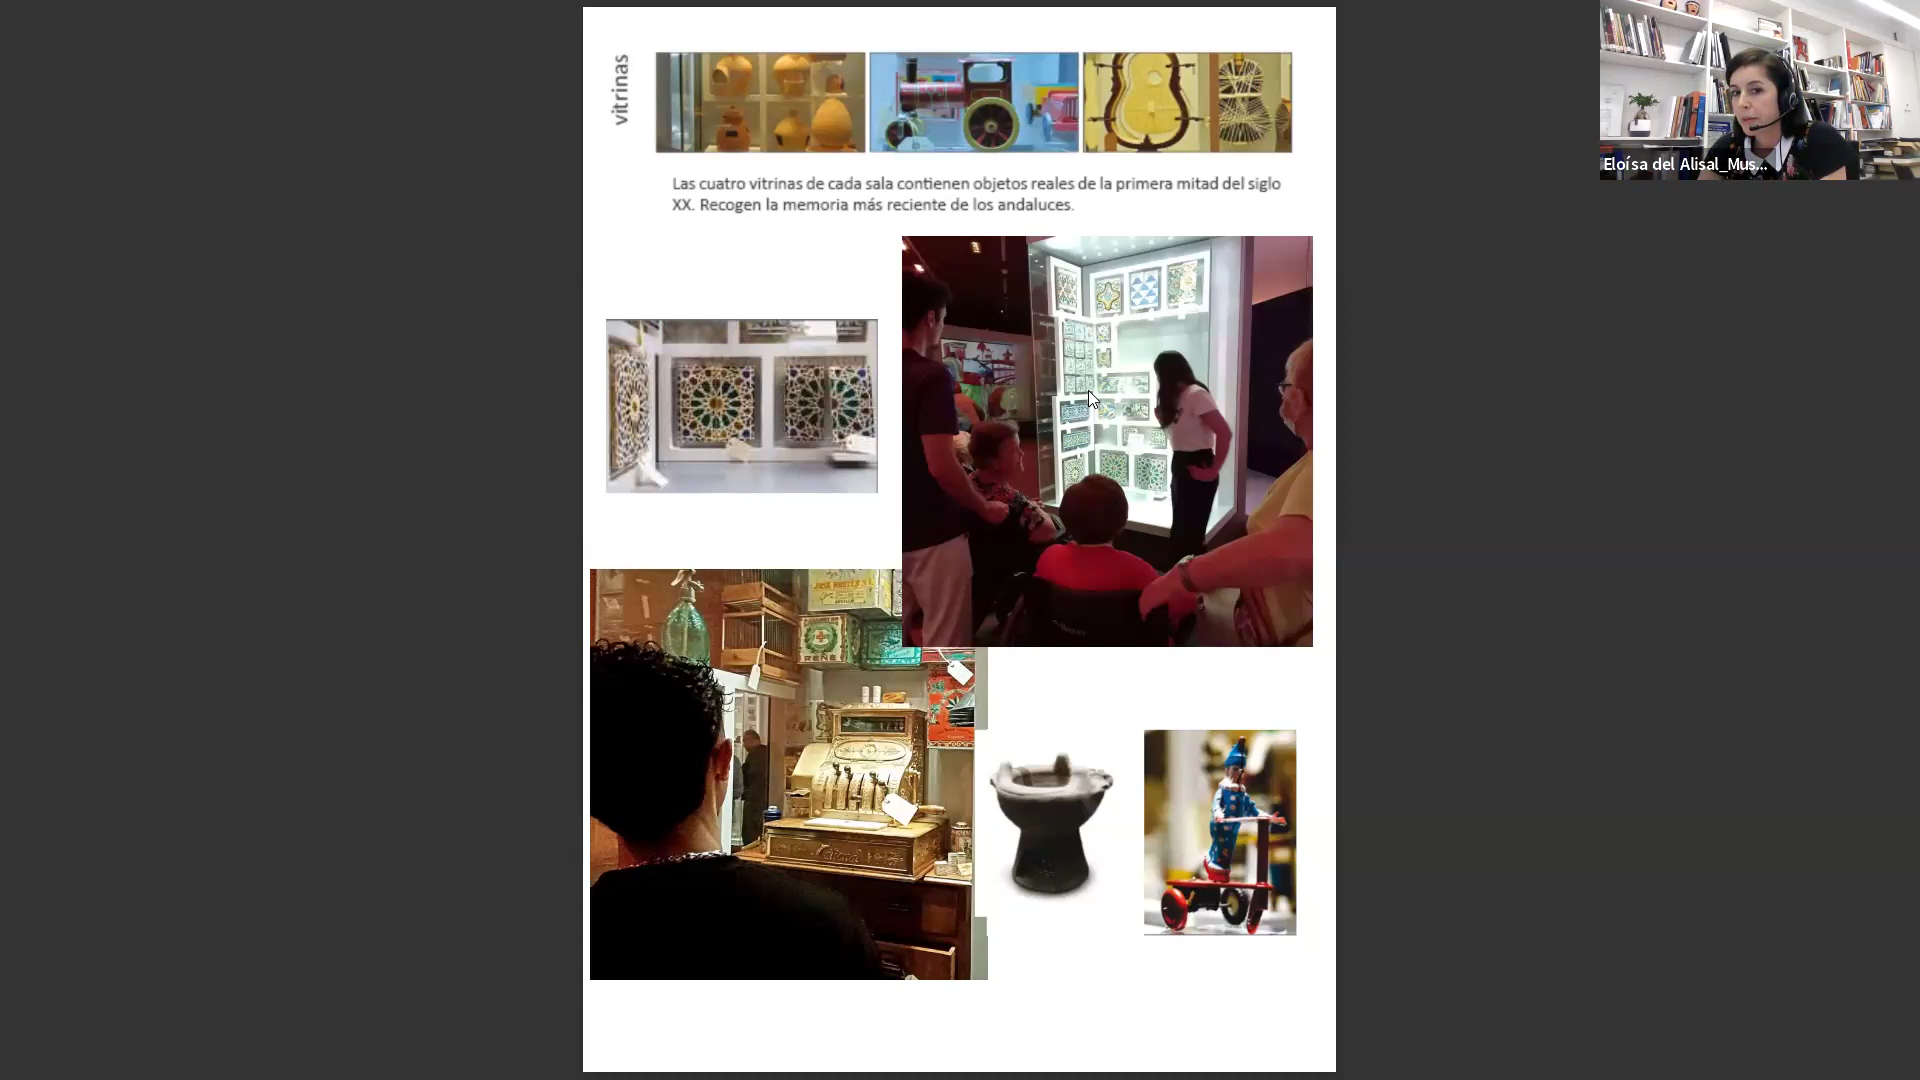 vitrinas
Las cuatro vitrinas de cada sala contienen objetos reales de la primera mitad del siglo
XX. Recogen la memoria más reciente de los andaluces.
Eloísa del Alisal_Mus...
RENÉ